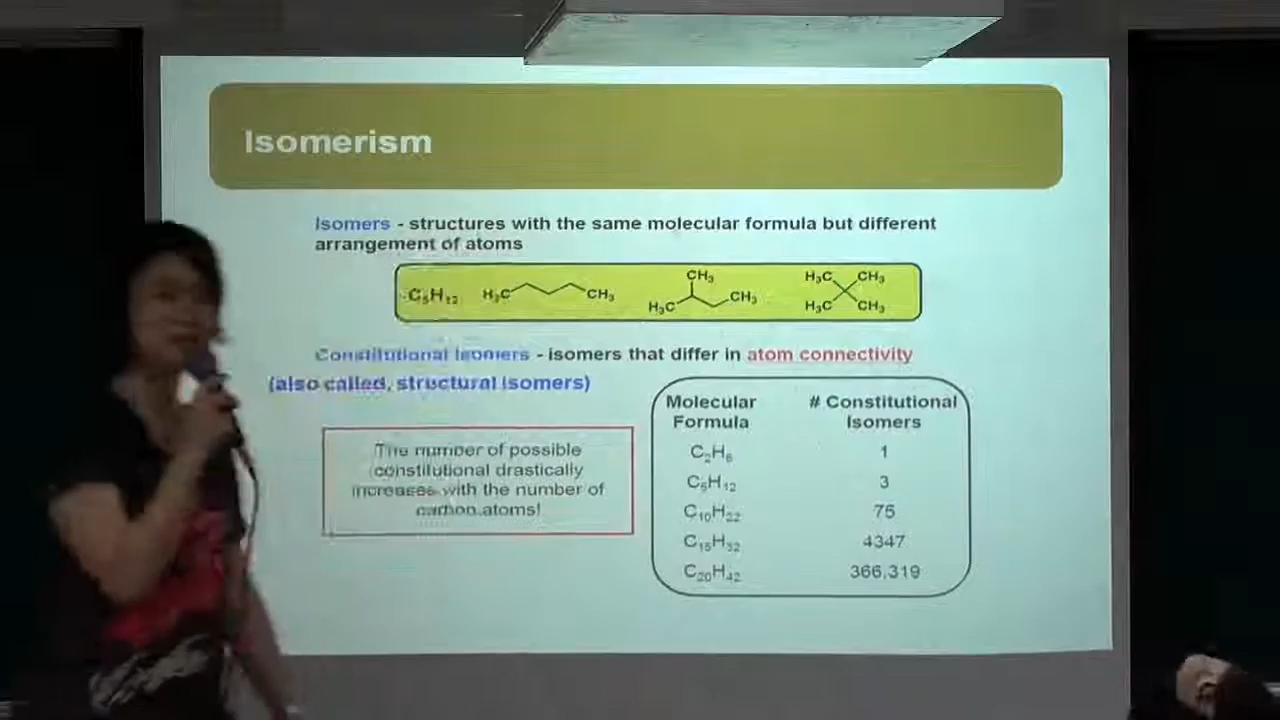 Isomerism
Isomers - structures with the same molecular formula but different
arrangement of atoms
C₅H₁₂ H₃C CH₃ CH₃ H₃C CH₃ H₃C CH₃ H₃C CH₃
Constitutional Isomers - isomers that differ in atom connectivity
(also called, structural isomers)
The number of possible
constitutional drastically
increases with the number of
carbon atoms!
Molecular Formula # Constitutional Isomers
C₂H₆ 1
C₅H₁₂ 3
C₁₀H₂₂ 75
C₁₅H₃₂ 4347
C₂₀H₄₂ 366,319